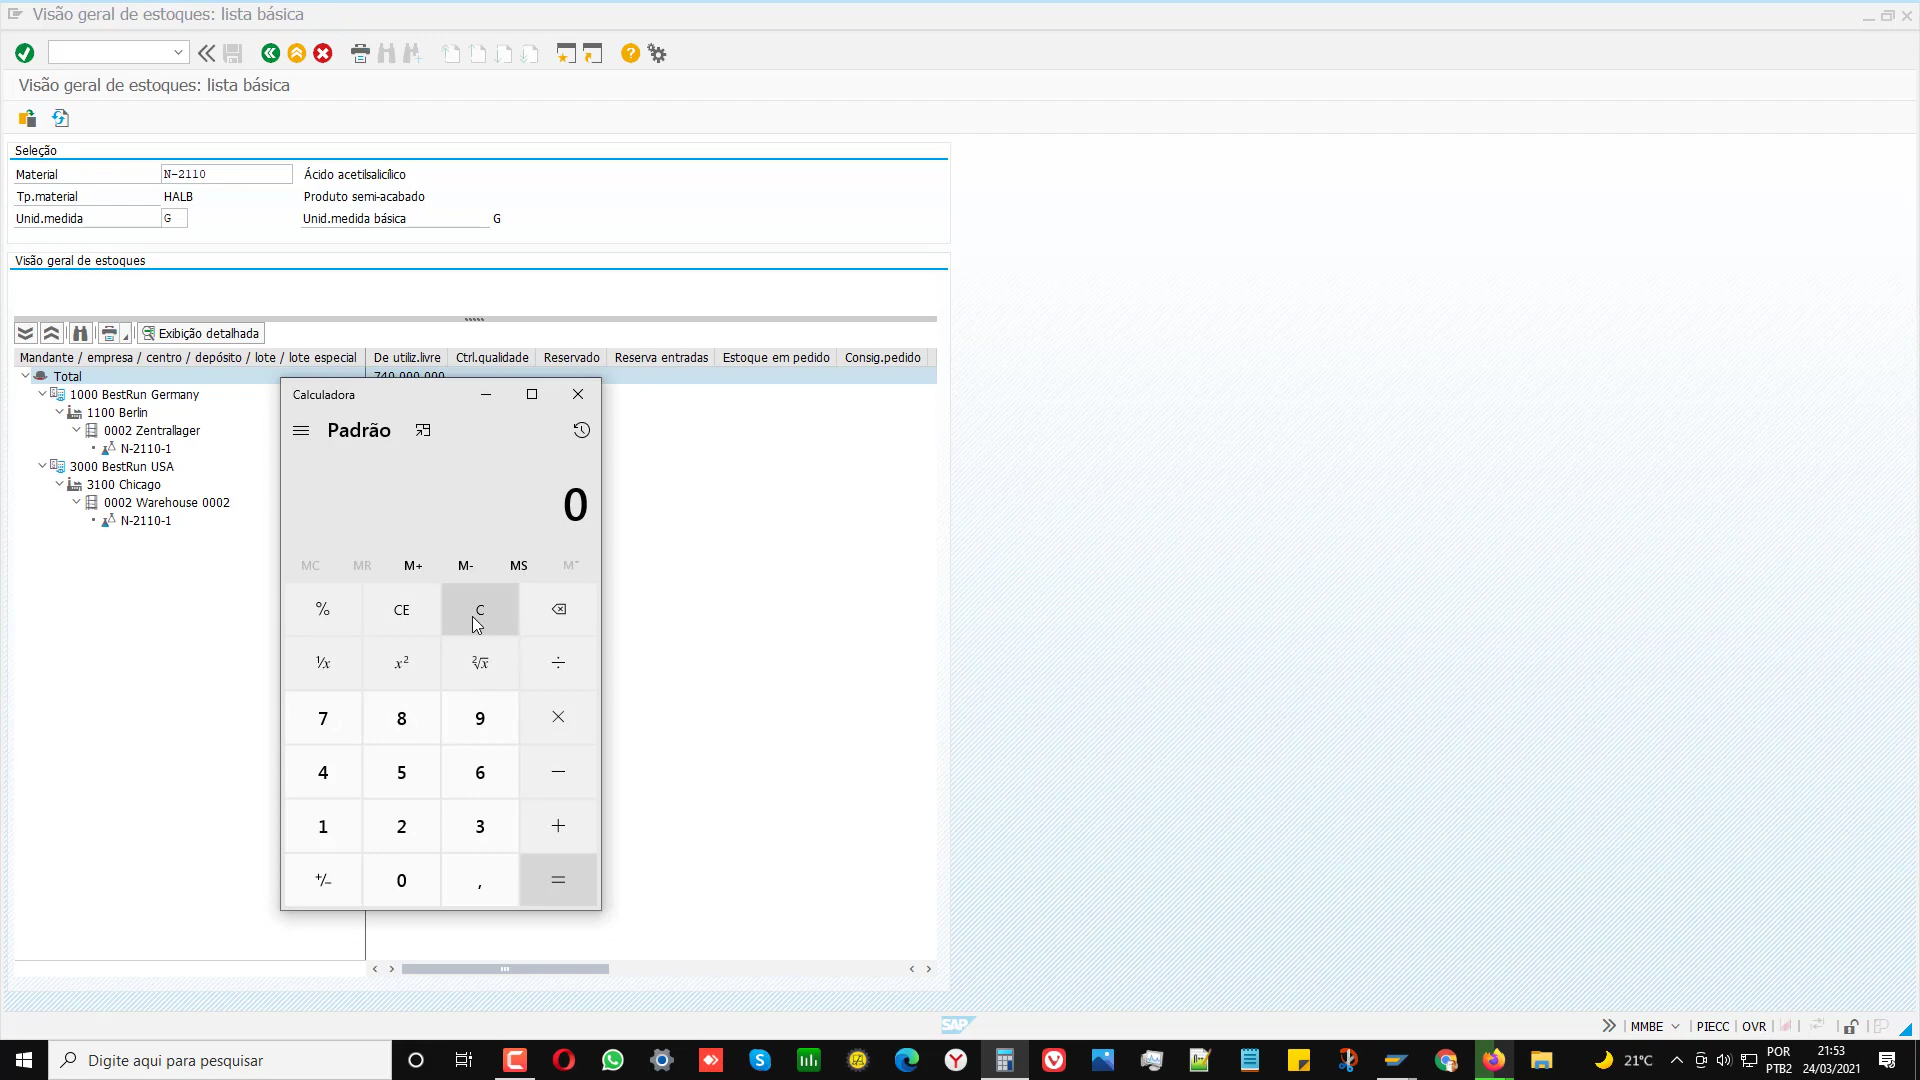 Visão geral de estoques: lista básica
Visão geral de estoques: lista básica
Seleção
Material N-2110 Ácido acetilsalicílico
Tp.material HALB Produto semi-acabado
Unid.medida G Unid.medida básica G
Visão geral de estoques
Exibição detalhada
Mandante / empresa / centro / depósito / lote / lote especial De utiliz.livre Ctrl.qualidade Reservado Reserva entradas Estoque em pedido Consig.pedido
Total 740.000,000
1000 BestRun Germany
1100 Berlin
0002 Zentrallager
N-2110-1
3000 BestRun USA
3100 Chicago
0002 Warehouse 0002
N-2110-1
Calculadora
Padrão
0
MC MR M+ M- MS M˅
% CE C
¹/x x² ²√x ÷
7 8 9 ×
4 5 6 −
1 2 3 +
+/− 0 , =
SAP
MMBE PIECC OVR
Digite aqui para pesquisar
21°C POR 21:53
PTB2 24/03/2021